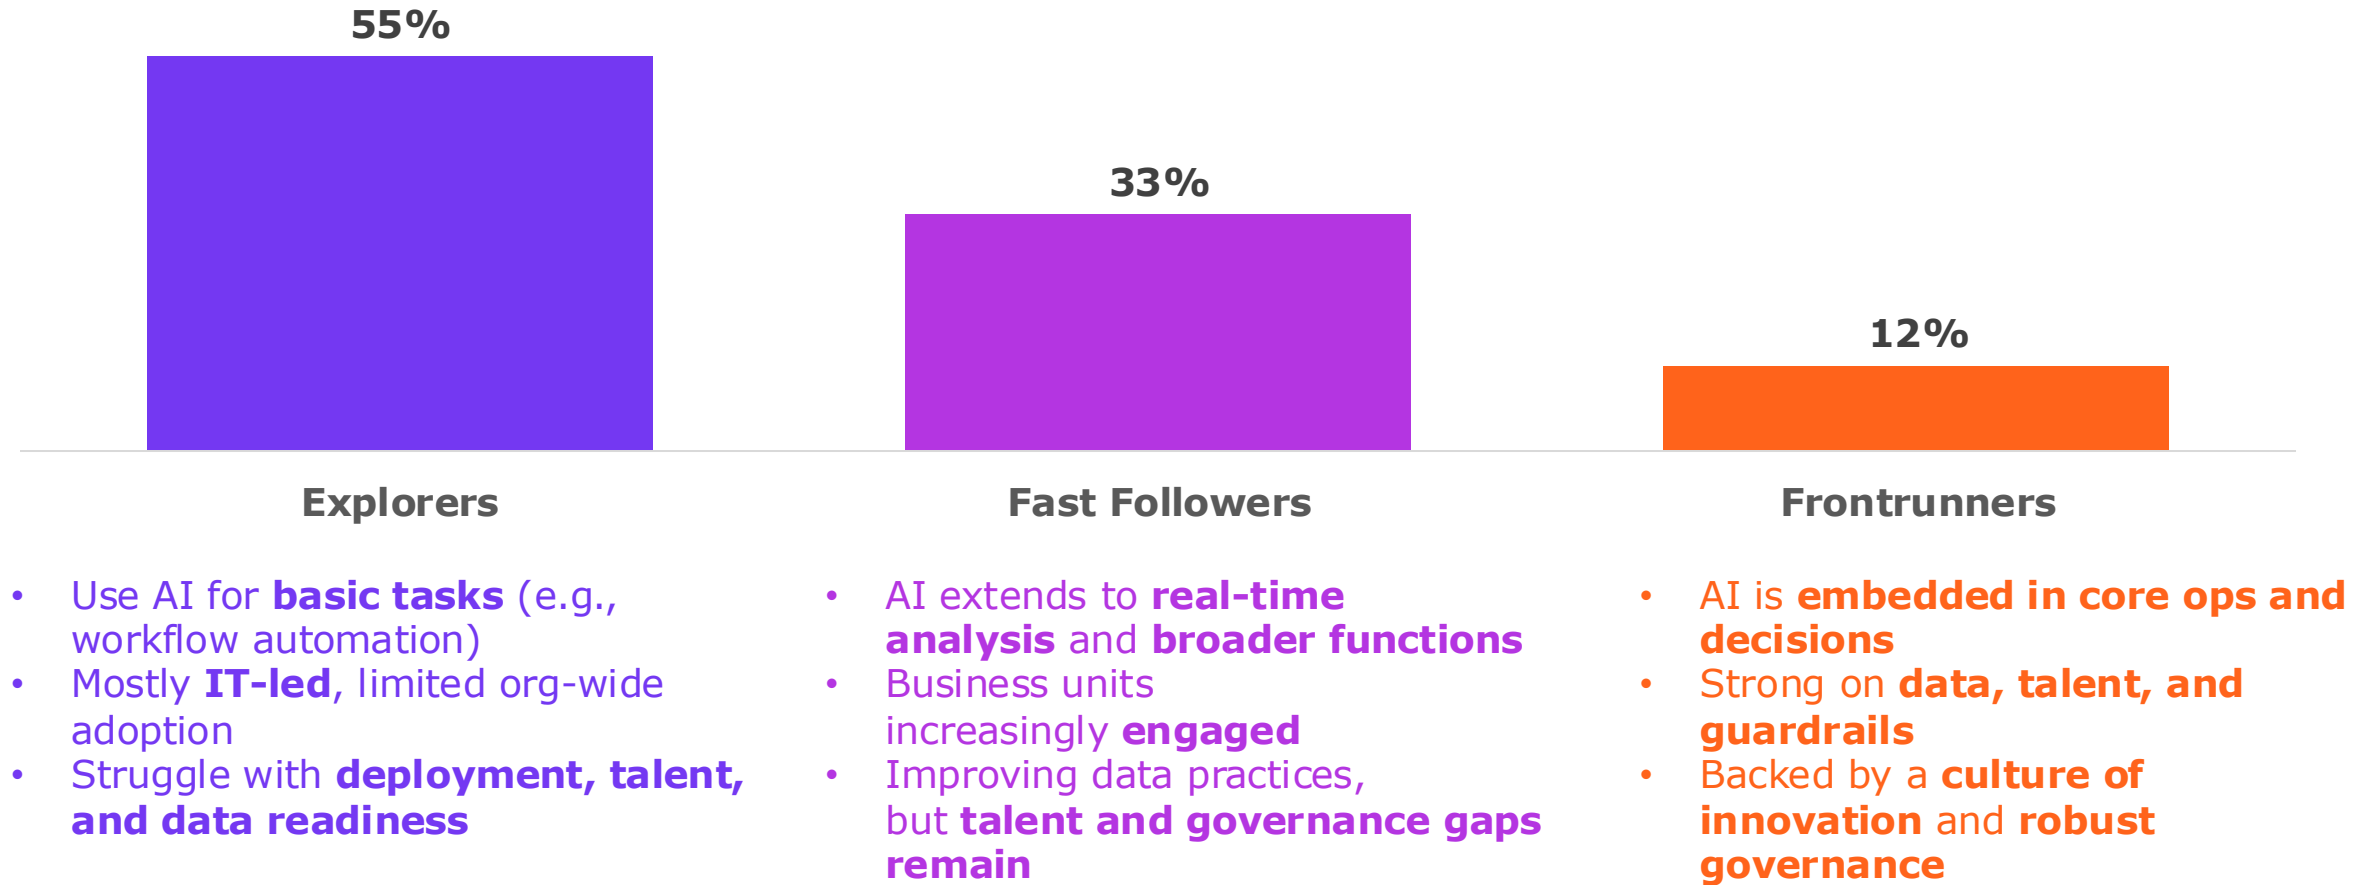 55%
33%
12%
Explorers
Fast Followers
Frontrunners
• Use AI for basic tasks (e.g.,
workflow automation)
• Mostly IT-led, limited org-wide
adoption
• Struggle with deployment, talent,
and data readiness
• AI extends to real-time
analysis and broader functions
• Business units
increasingly engaged
• Improving data practices,
but talent and governance gaps
remain
• AI is embedded in core ops and
decisions
• Strong on data, talent, and
guardrails
• Backed by a culture of
innovation and robust
governance